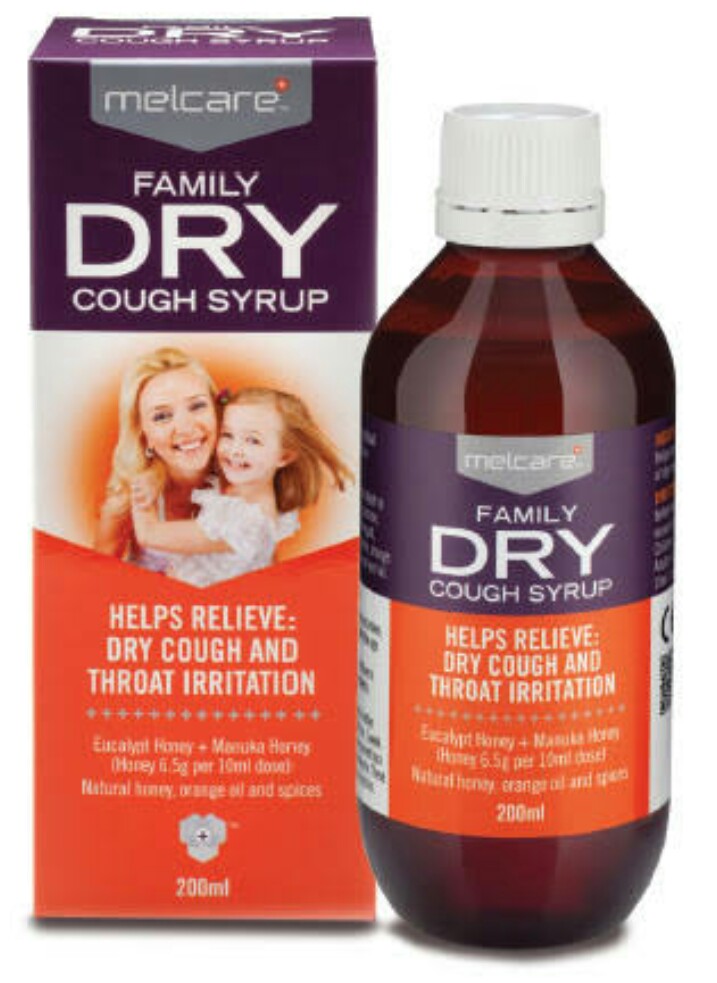 DRY
COUGH SYRUP
melcare
FAMILY
DRY
COUGH SYRUP
HELPS RELIEVE:
DRY COUGH AND
THROAT IRRITATION
Eucalypt Honey + Manuka Honey
(Honey 6.5g per 10ml dose)
Natural honey, orange oil and spices
200ml
melcare
FAMILY
DRY
COUGH SYRUP
HELPS RELIEVE:
DRY COUGH AND
THROAT IRRITATION
Eucalypt Honey + Manuka Honey
(Honey 6.5g per 10ml dose)
Natural honey, orange oil and spices
200ml